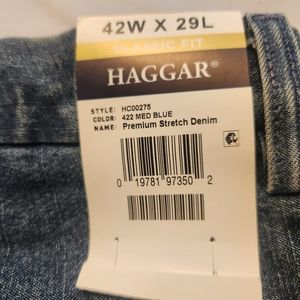 42W X 29L
CLASSIC FIT
HAGGAR®
STYLE: HC00275
COLOR: 422 MED BLUE
NAME: Premium Stretch Denim
0 19781 97350 2